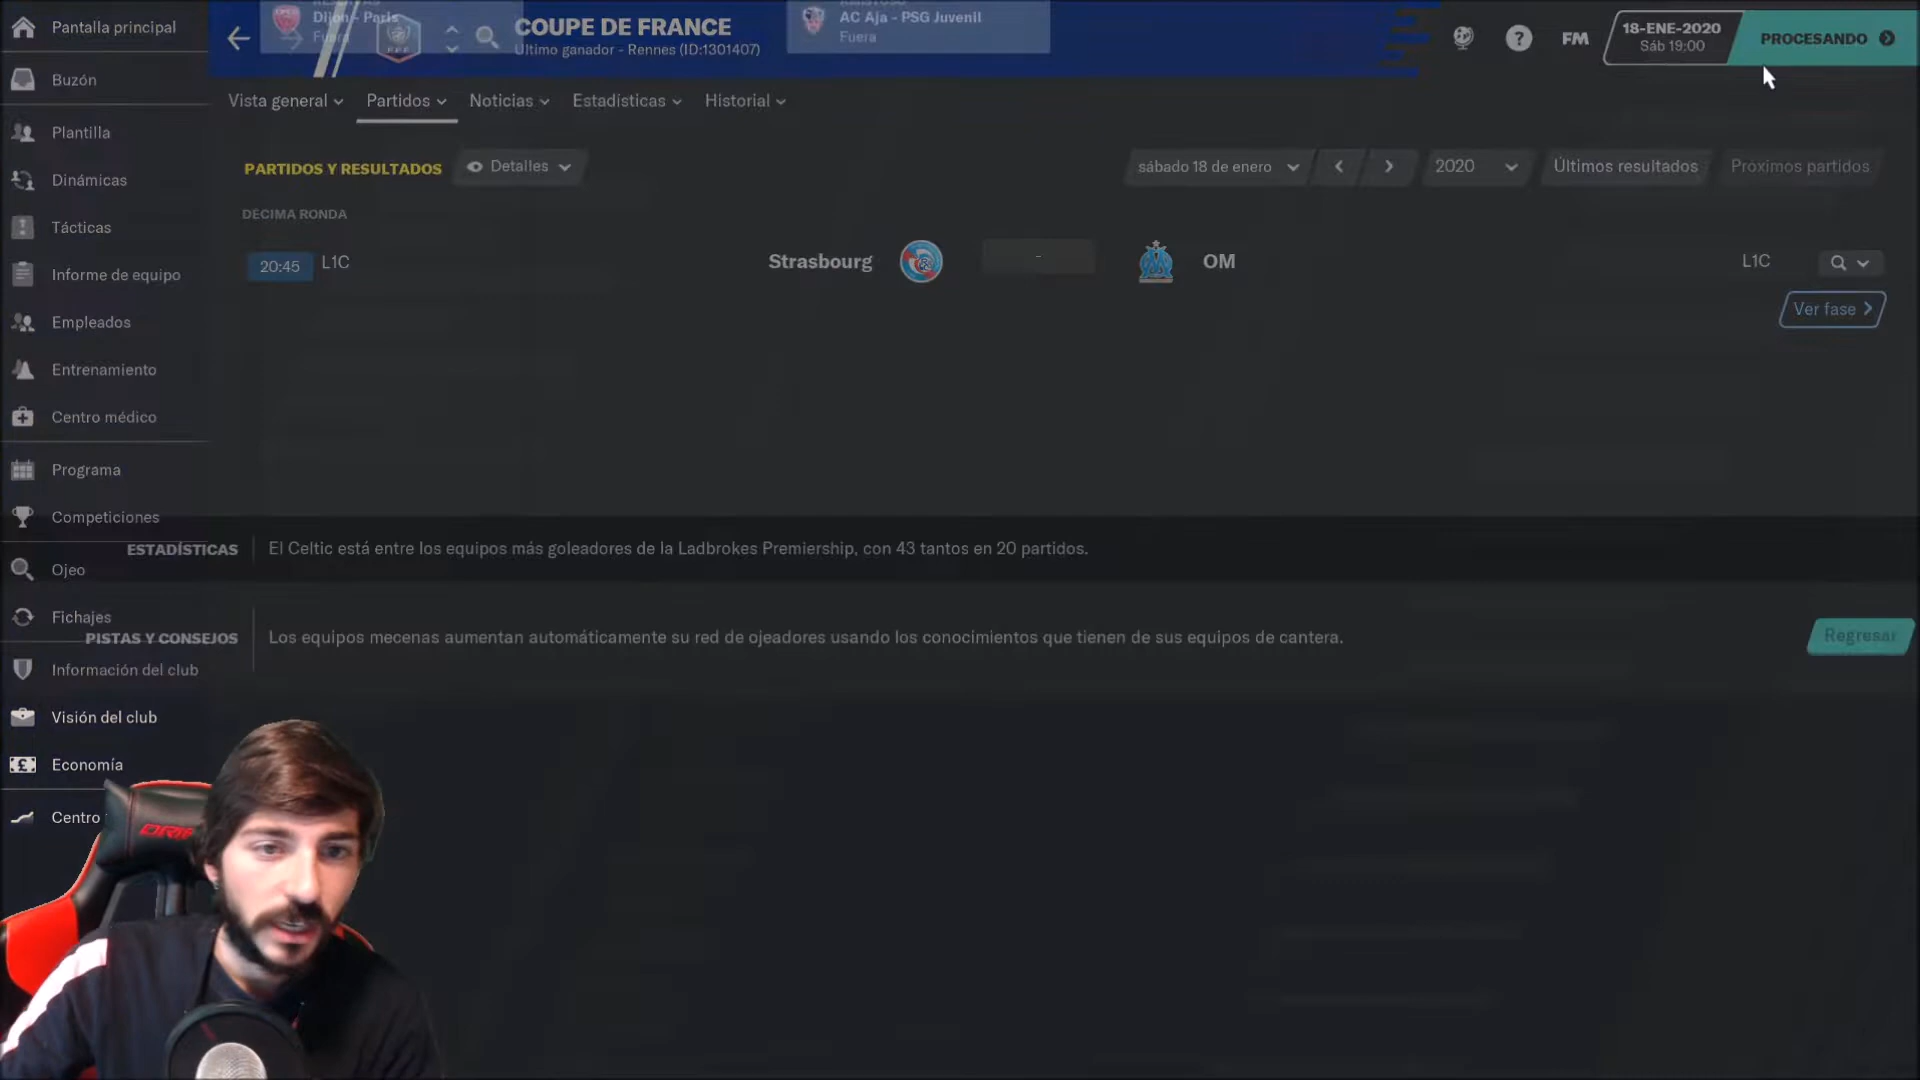 Pantalla principal
Dijon - Paris
Fuera
COUPE DE FRANCE
Último ganador - Rennes (ID:1301407)
AC Aja - PSG Juvenil
Fuera
FM
18-ENE-2020
Sáb 19:00
PROCESANDO
Buzón
Vista general
Partidos
Noticias
Estadísticas
Historial
Plantilla
PARTIDOS Y RESULTADOS
Detalles
sábado 18 de enero
2020
Últimos resultados
Próximos partidos
Dinámicas
DÉCIMA RONDA
Tácticas
20:45
L1C
Strasbourg
-
OM
L1C
Informe de equipo
Ver fase
Empleados
Entrenamiento
Centro médico
Programa
Competiciones
ESTADÍSTICAS
El Celtic está entre los equipos más goleadores de la Ladbrokes Premiership, con 43 tantos en 20 partidos.
Ojeo
Fichajes
PISTAS Y CONSEJOS
Los equipos mecenas aumentan automáticamente su red de ojeadores usando los conocimientos que tienen de sus equipos de cantera.
Regresar
Información del club
Visión del club
Economía
Centro